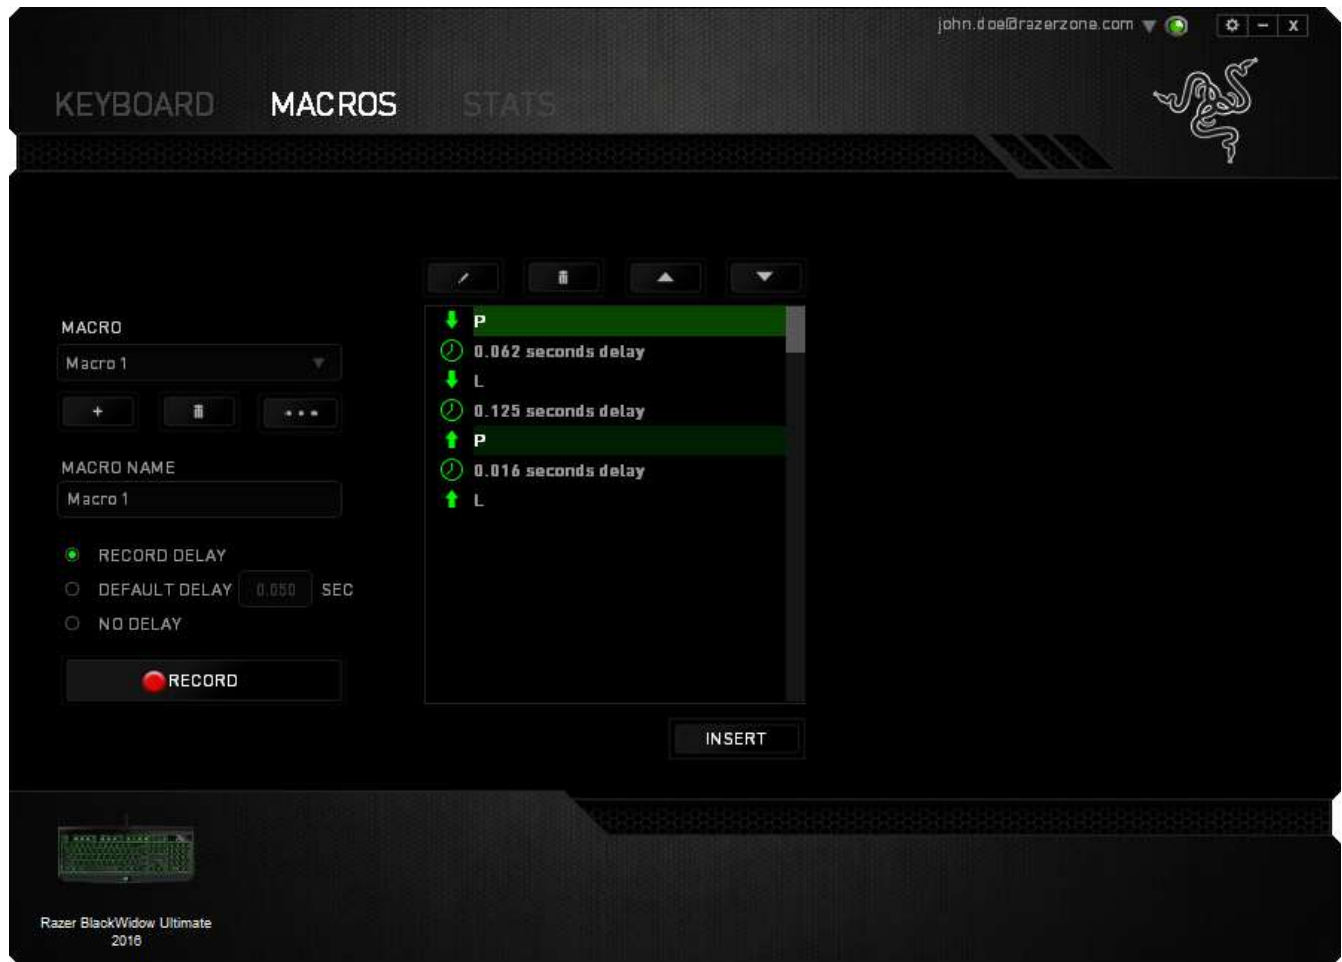 john.doe@razerzone.com
x
KEYBOARD MACROS STATS
MACRO
Macro 1
MACRO NAME
Macro 1
RECORD DELAY
DEFAULT DELAY 0.050 SEC
NO DELAY
RECORD
P
0.062 seconds delay
L
0.125 seconds delay
P
0.016 seconds delay
L
INSERT
Razer BlackWidow Ultimate
2016